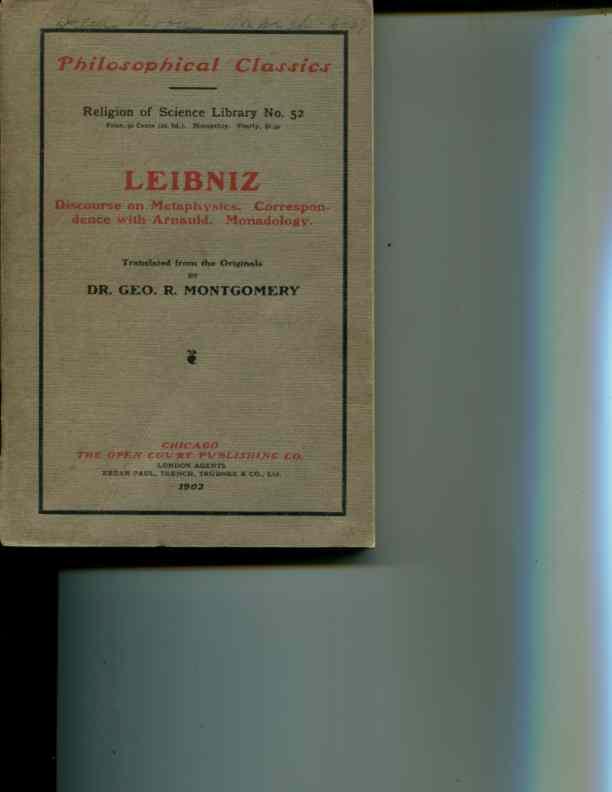 Philosophical Classics
Religion of Science Library No. 52
LEIBNIZ
Discourse on Metaphysics. Correspon-
dence with Arnauld. Monadology.
Translated from the Originals
BY
DR. GEO. R. MONTGOMERY
CHICAGO
THE OPEN COURT PUBLISHING CO.
LONDON AGENTS
KEGAN PAUL, TRENCH, TRÜBNER & CO., Ltd.
1902